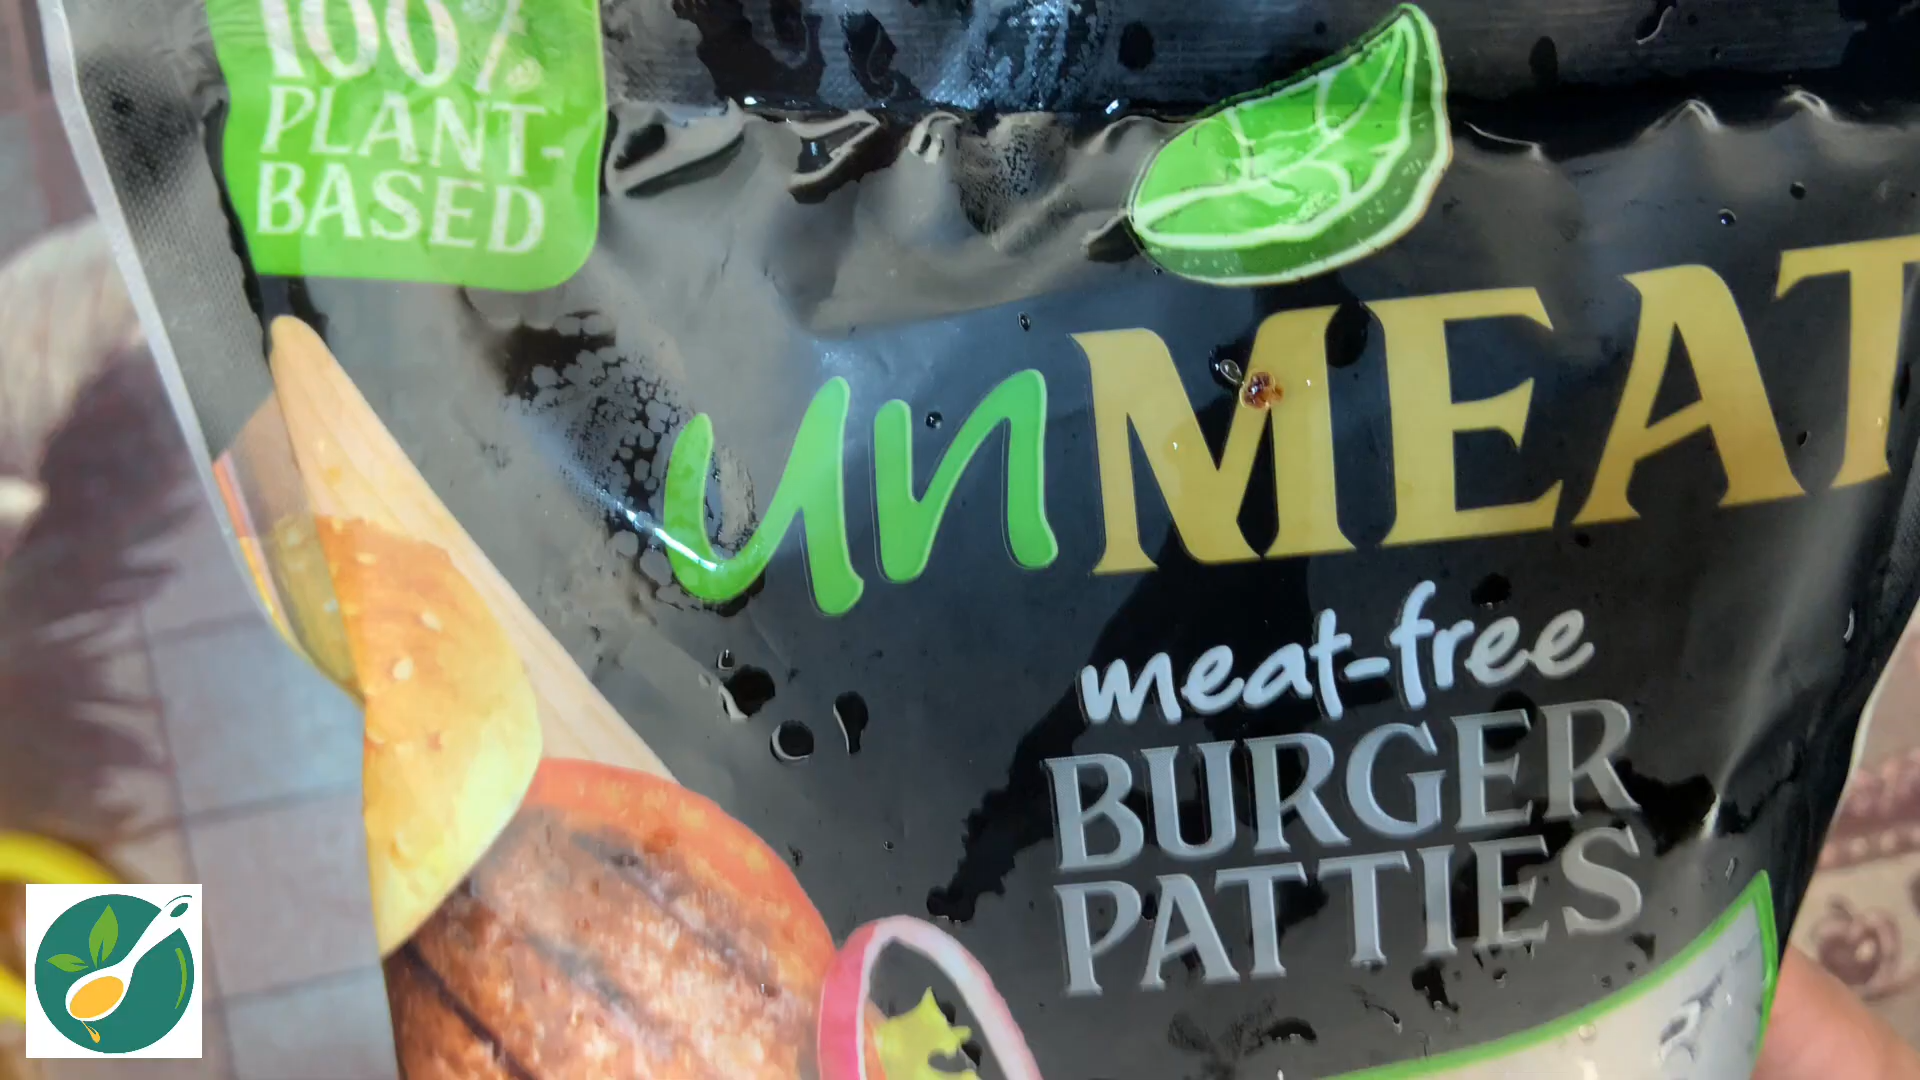 100%
PLANT-
BASED
unMEAT
meat-free
BURGER
PATTIES